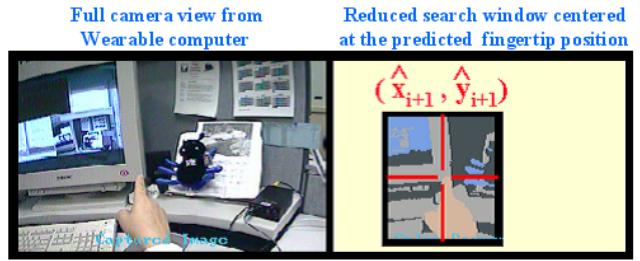 Full camera view from
Wearable computer
Reduced search window centered
at the predicted fingertip position
(x̂ᵢ₊₁ , ŷᵢ₊₁)
Captured Image